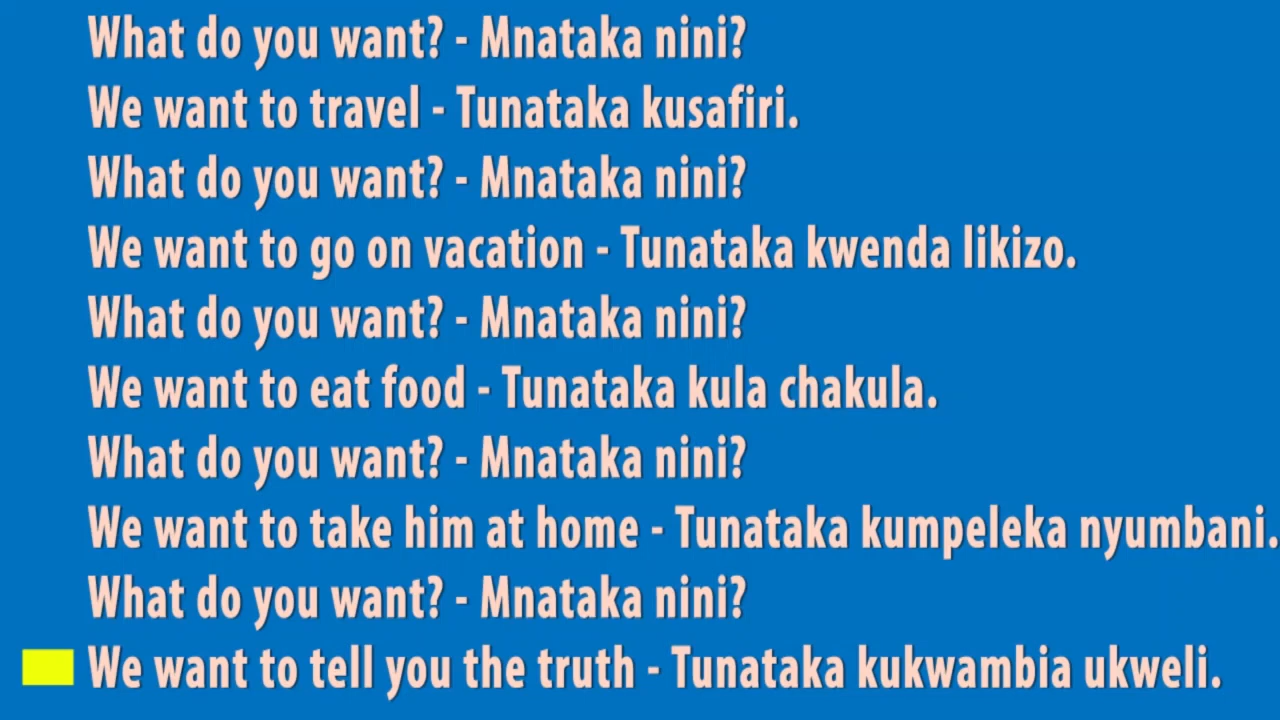 What do you want? - Mnataka nini?
We want to travel - Tunataka kusafiri.
What do you want? - Mnataka nini?
We want to go on vacation - Tunataka kwenda likizo.
What do you want? - Mnataka nini?
We want to eat food - Tunataka kula chakula.
What do you want? - Mnataka nini?
We want to take him at home - Tunataka kumpeleka nyumbani.
What do you want? - Mnataka nini?
We want to tell you the truth - Tunataka kukwambia ukweli.